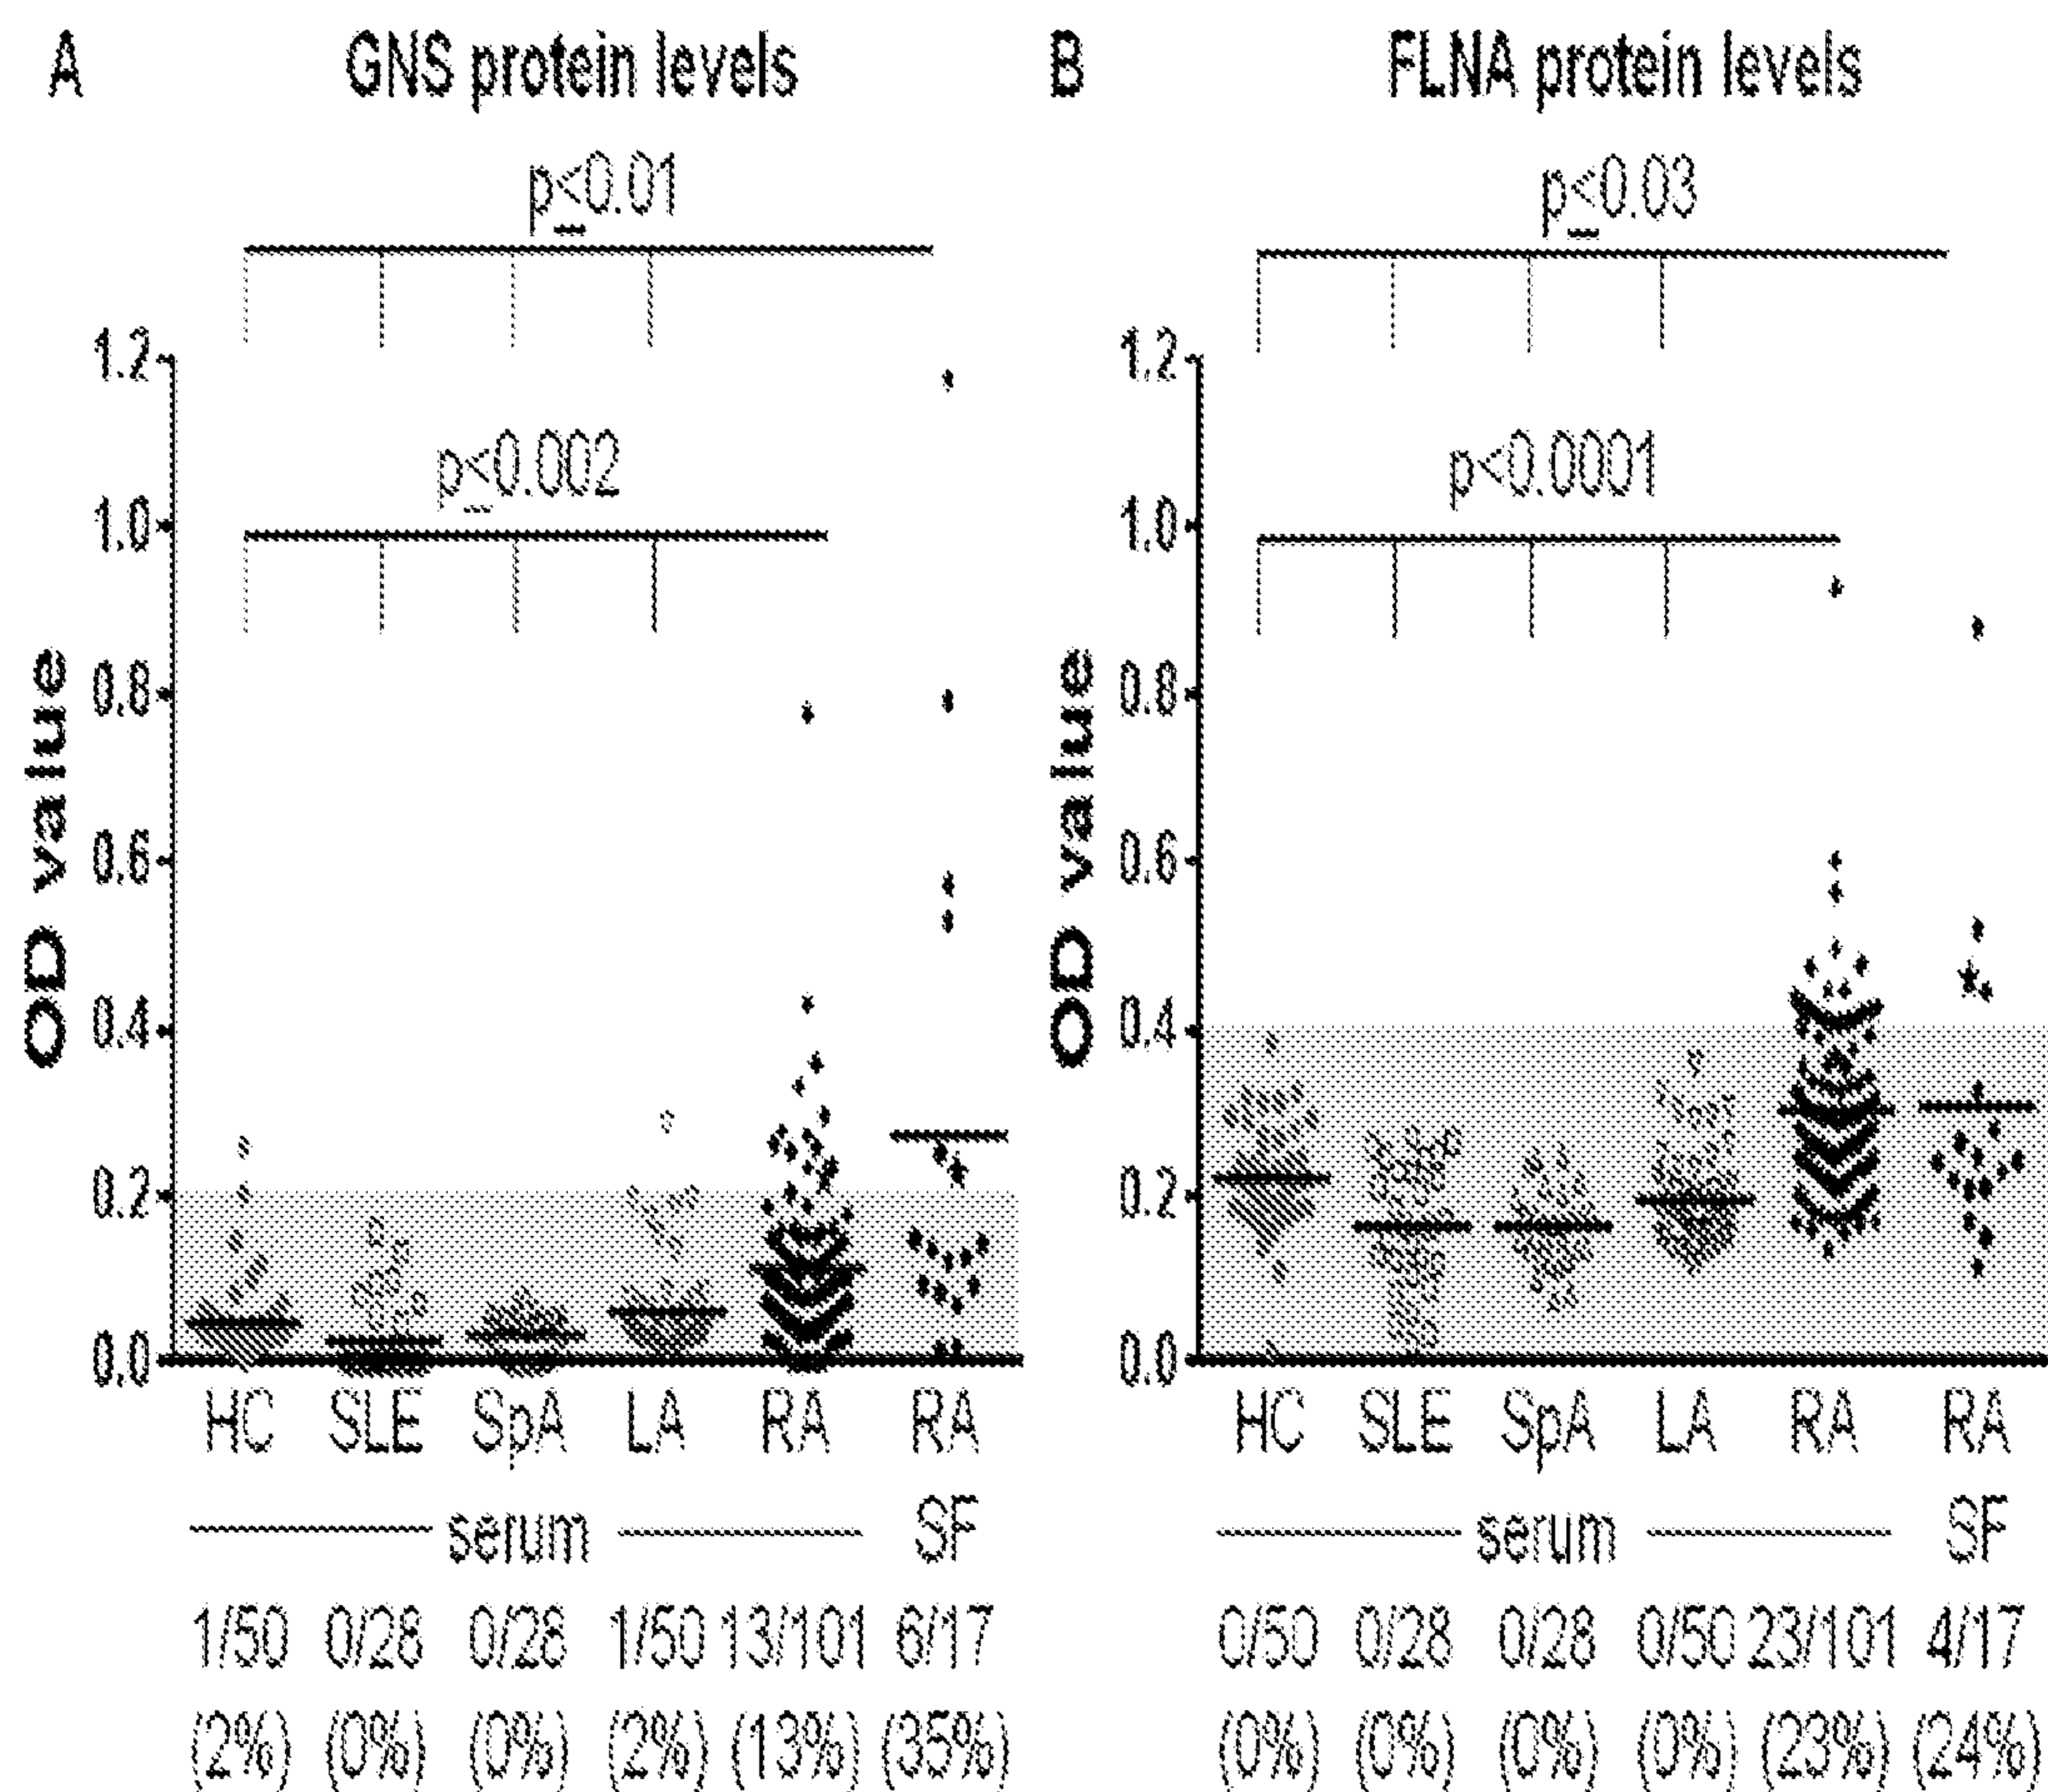 A GNS protein levels
p≤0.01
1.2
p≤0.002
1.0
0.8
0.6
0.4
0.2
0.0
OD value
HC SLE SpA LA RA RA
serum SF
1/50 0/28 0/28 1/50 13/101 6/17
(2%) (0%) (0%) (2%) (13%) (35%)
B FLNA protein levels
p≤0.03
1.2
p<0.0001
1.0
0.8
0.6
0.4
0.2
0.0
OD value
HC SLE SpA LA RA RA
serum SF
0/50 0/28 0/28 0/50 23/101 4/17
(0%) (0%) (0%) (0%) (23%) (24%)